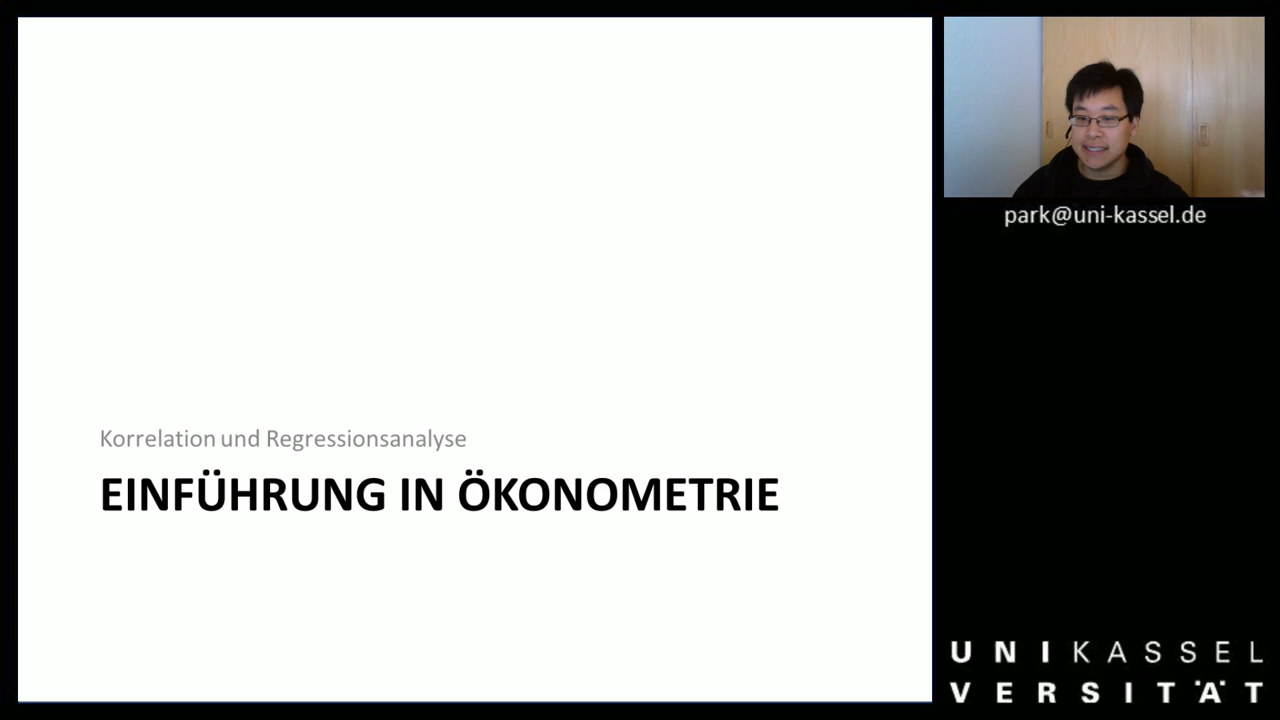 Korrelation und Regressionsanalyse
EINFÜHRUNG IN ÖKONOMETRIE
park@uni-kassel.de
UNIKASSEL
VERSITÄT